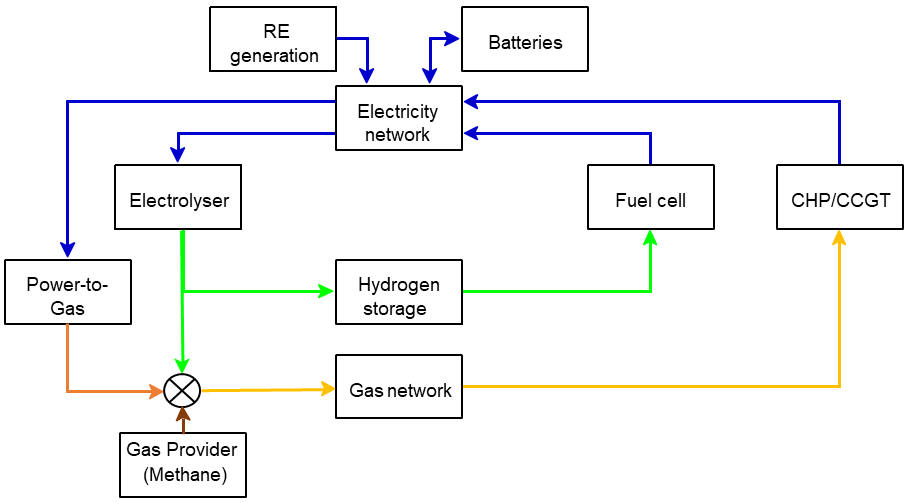 RE
generation
Batteries
Electricity
network
Electrolyser
Fuel cell
CHP/CCGT
Power-to-
Gas
Hydrogen
storage
Gas network
Gas Provider
(Methane)